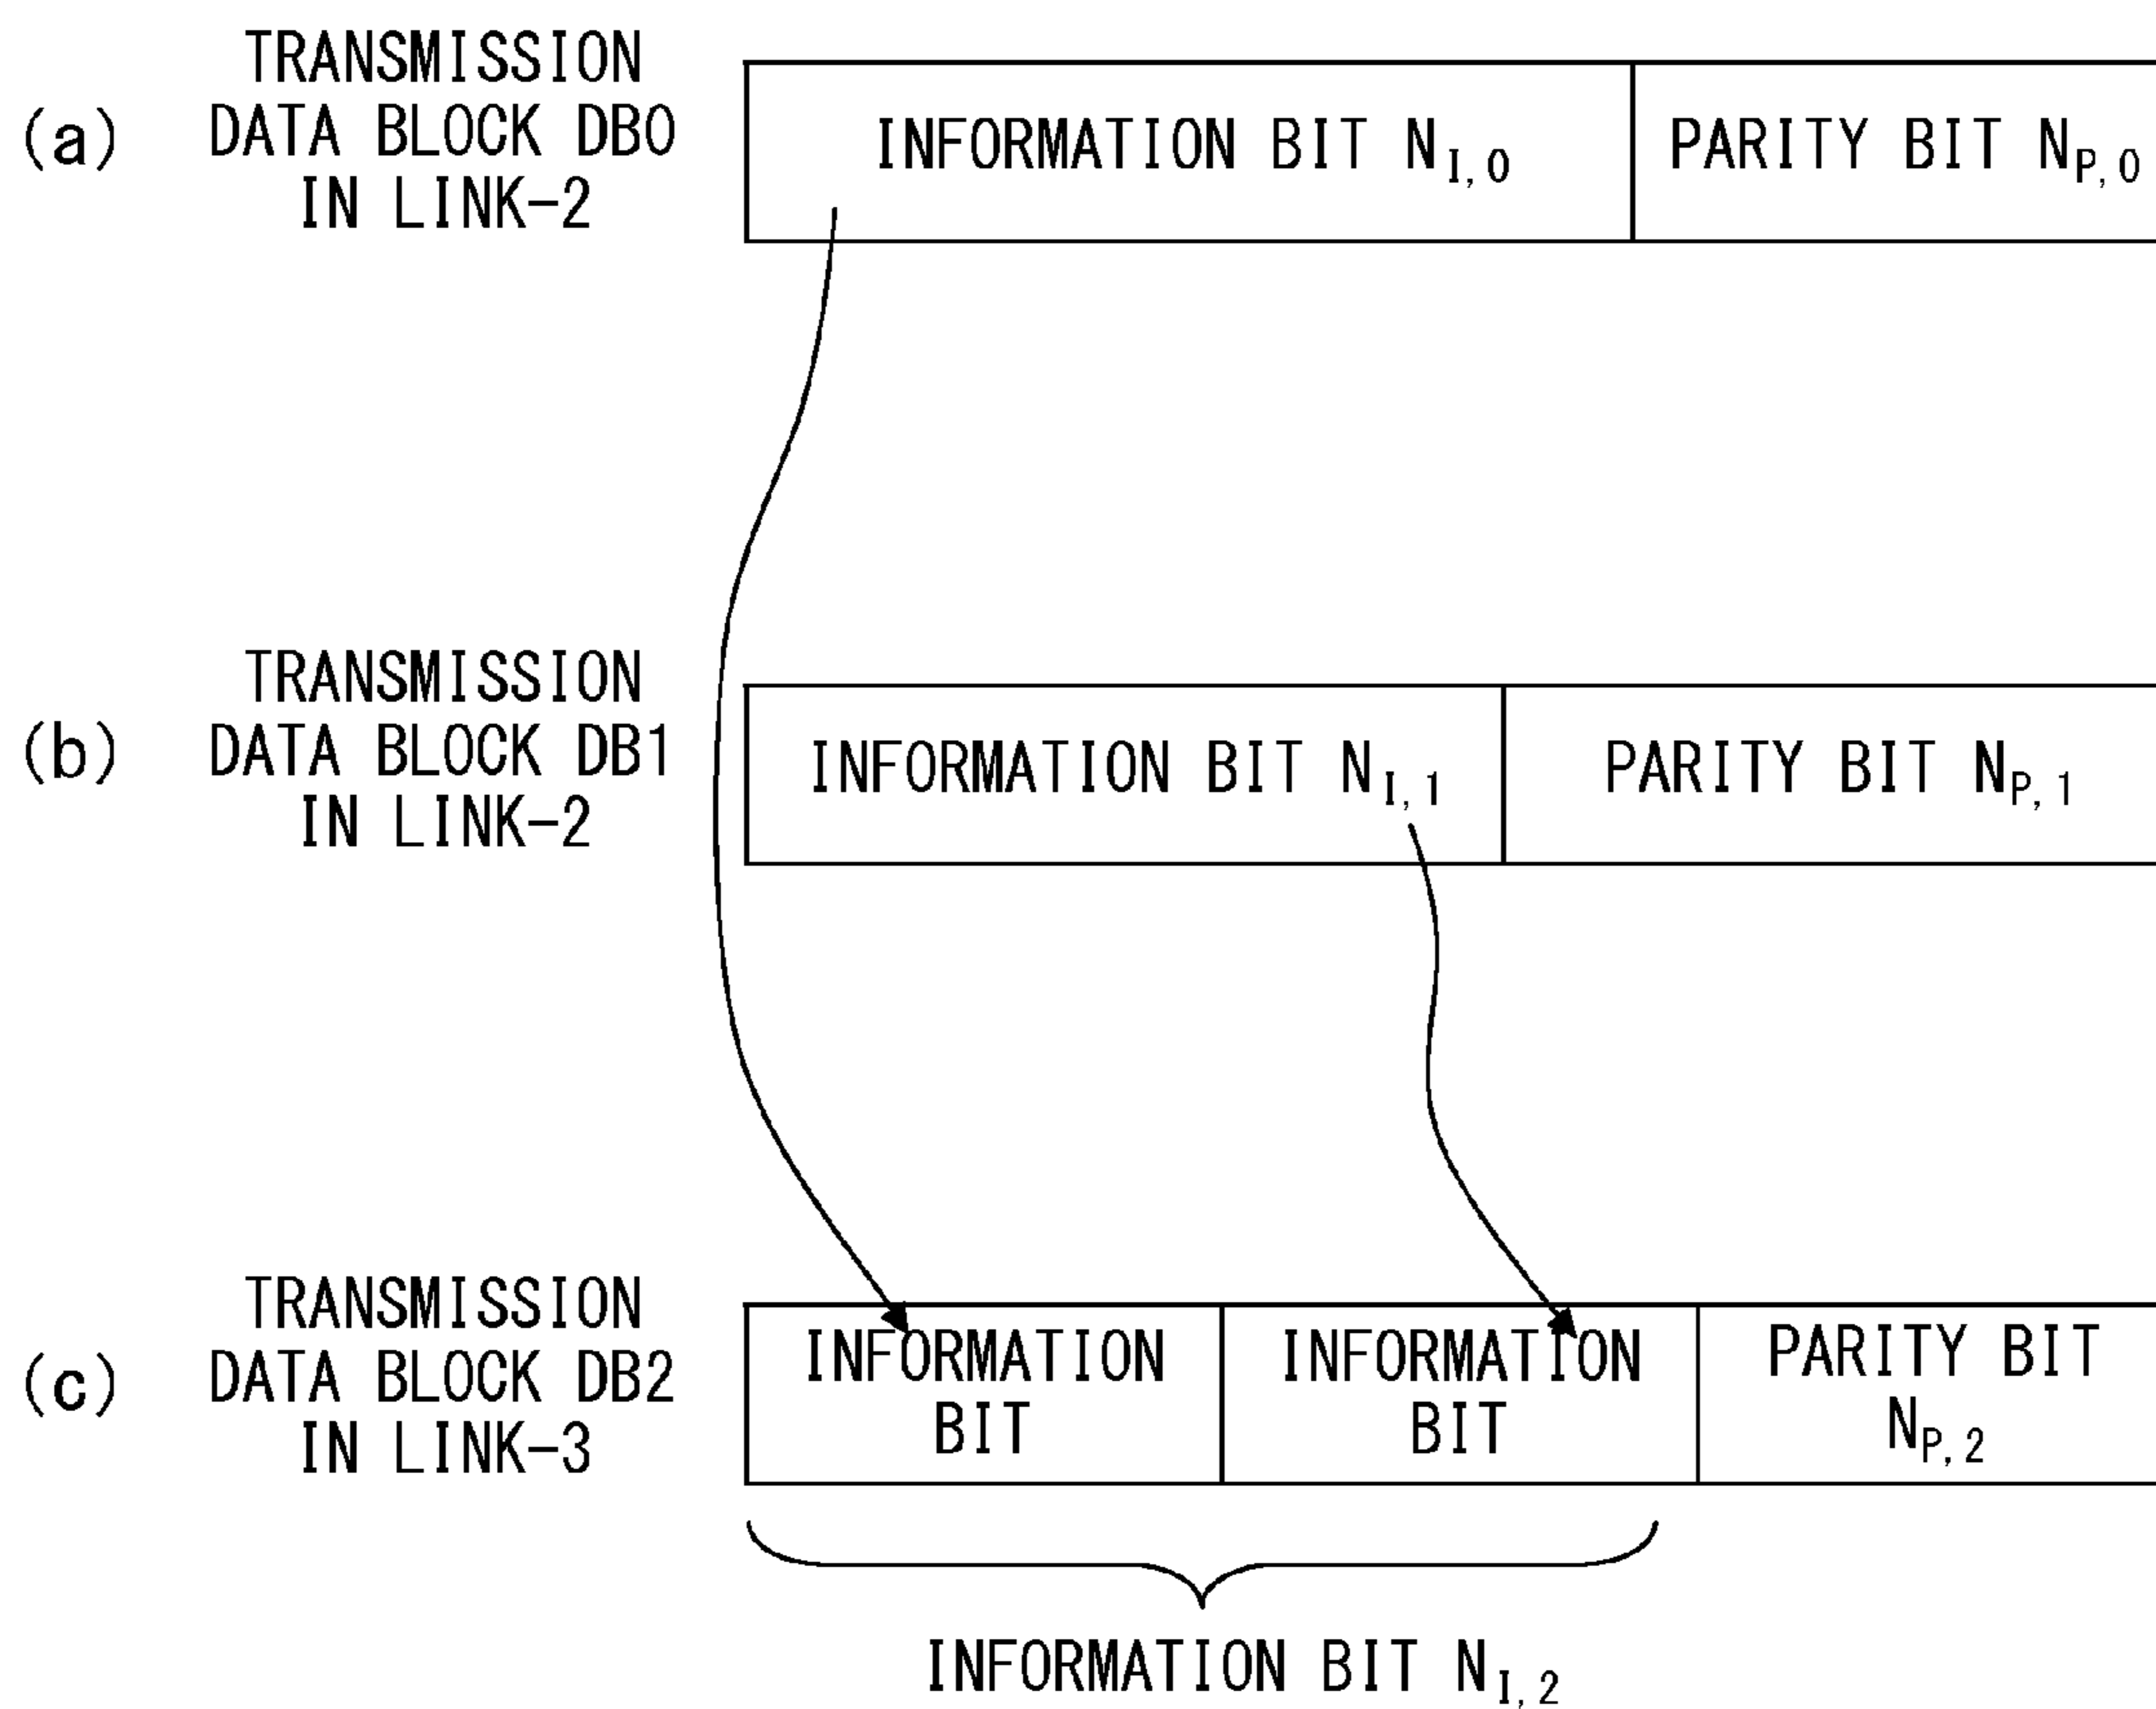 (a)
TRANSMISSION
DATA BLOCK DB0
IN LINK-2
INFORMATION BIT N_{I,0}
PARITY BIT N_{P,0}
(b)
TRANSMISSION
DATA BLOCK DB1
IN LINK-2
INFORMATION BIT N_{I,1}
PARITY BIT N_{P,1}
(c)
TRANSMISSION
DATA BLOCK DB2
IN LINK-3
INFORMATION
BIT
INFORMATION
BIT
PARITY BIT
N_{P,2}
INFORMATION BIT N_{I,2}